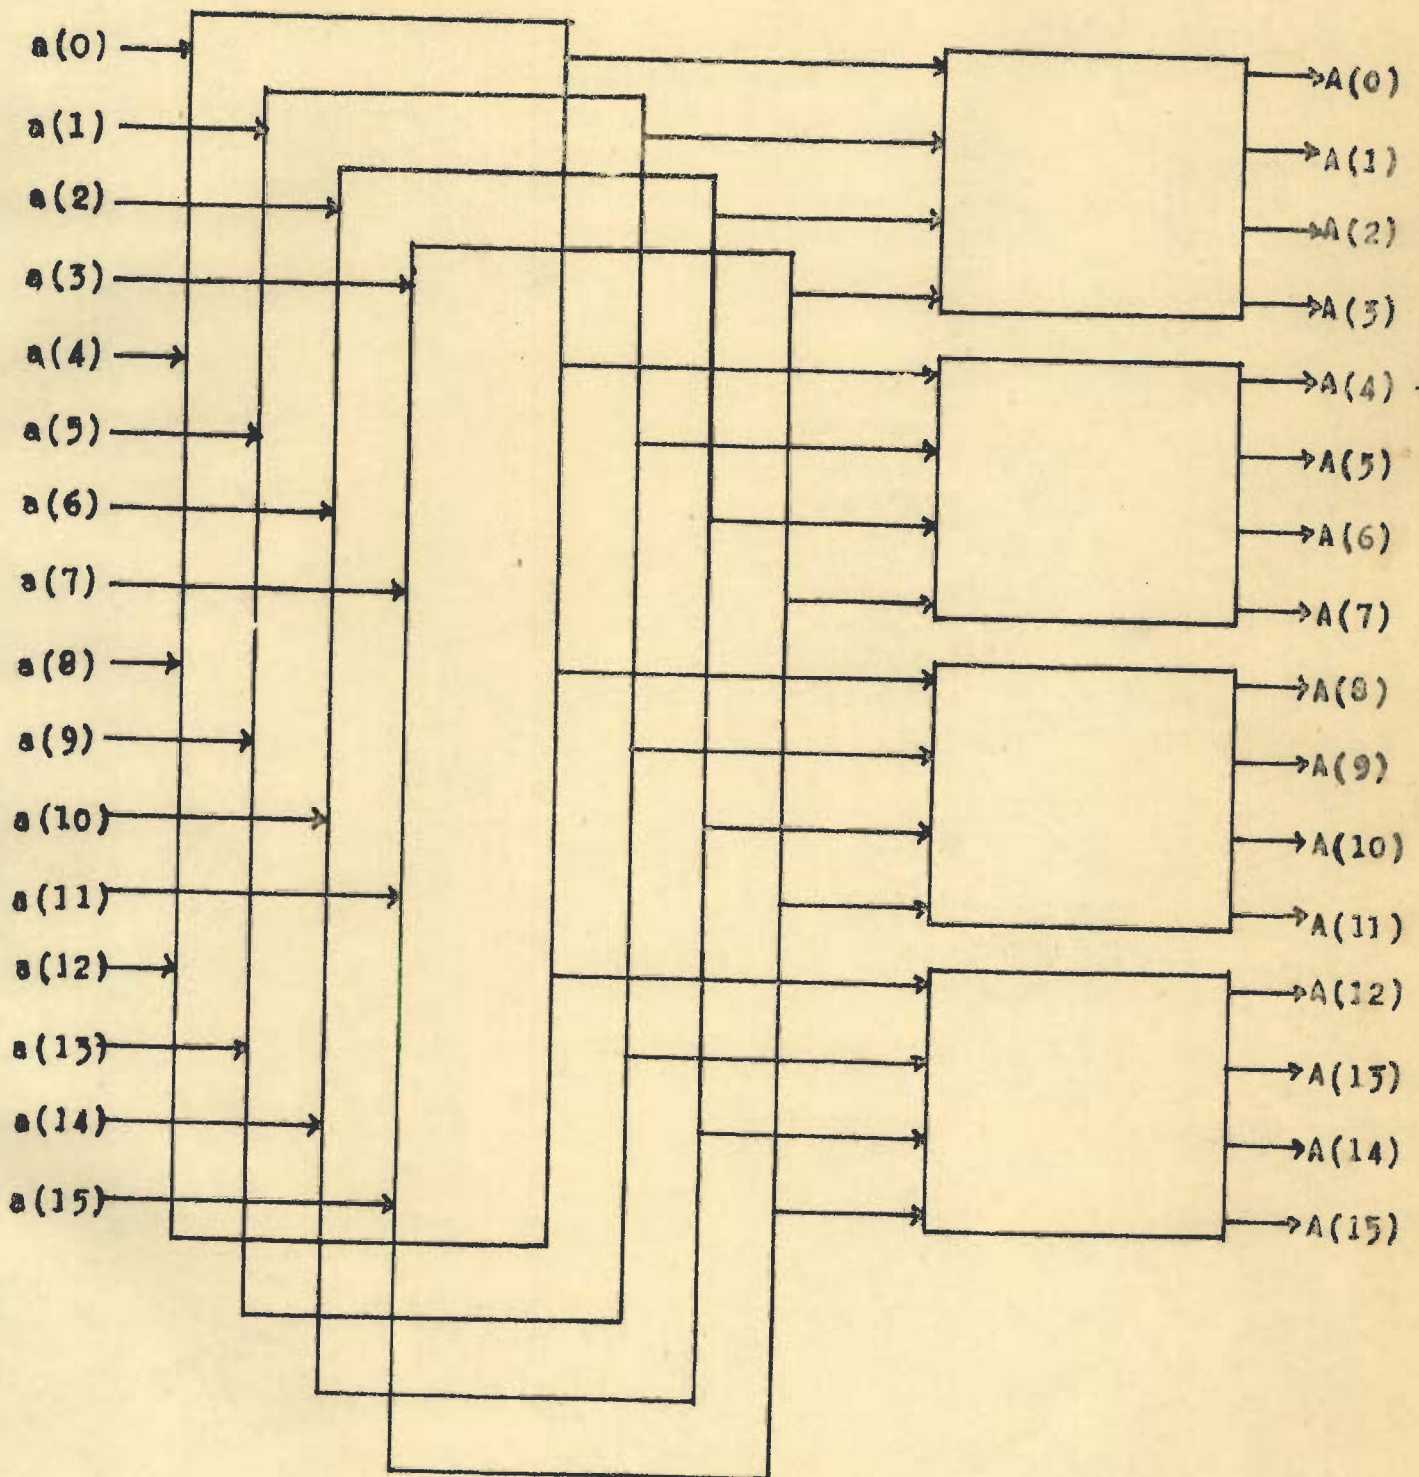 a(0)
a(1)
a(2)
a(3)
a(4)
a(5)
a(6)
a(7)
a(8)
a(9)
a(10)
a(11)
a(12)
a(13)
a(14)
a(15)
A(0)
A(1)
A(2)
A(3)
A(4)
A(5)
A(6)
A(7)
A(8)
A(9)
A(10)
A(11)
A(12)
A(13)
A(14)
A(15)